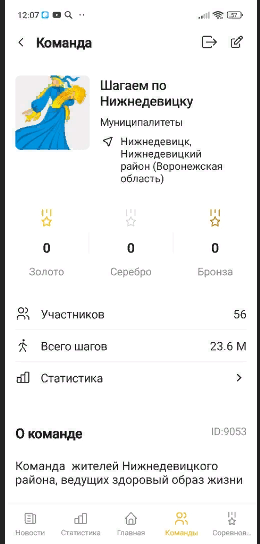 12:07
Команда
Шагаем по
Нижнедевицку
Муниципалитеты
Нижнедевицк,
Нижнедевицкий
район (Воронежская
область)
0 0 0
Золото Серебро Бронза
Участников 56
Всего шагов 23.6 M
Статистика
О команде ID:9053
Команда жителей Нижнедевицкого
района, ведущих здоровый образ жизни
Новости Статистика Главная Команды Соревнов...